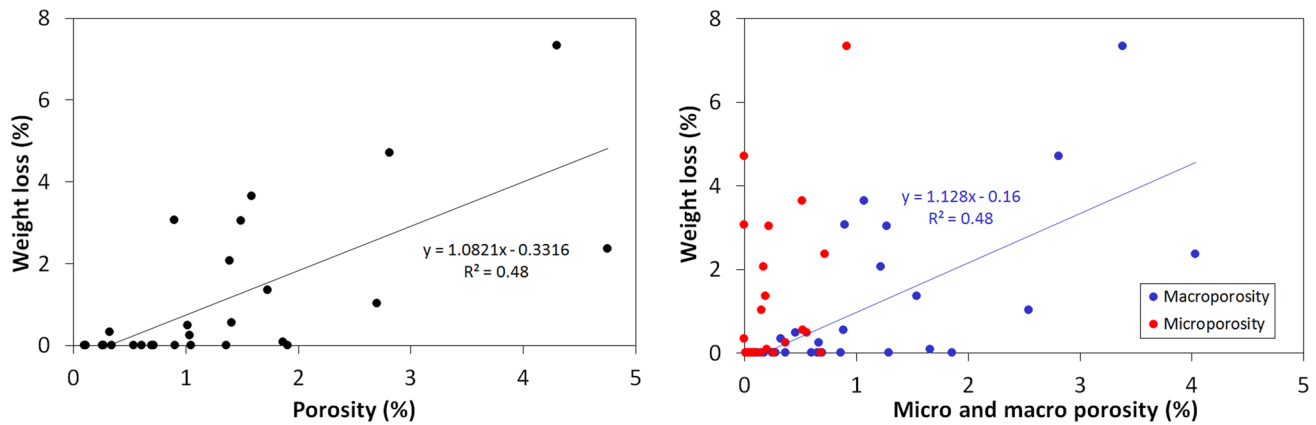 8
6
4
2
0
Weight loss (%)
y = 1.0821x - 0.3316
R² = 0.48
0 1 2 3 4 5
Porosity (%)
8
6
4
2
0
Weight loss (%)
y = 1.128x - 0.16
R² = 0.48
Macroporosity
Microporosity
0 1 2 3 4 5
Micro and macro porosity (%)